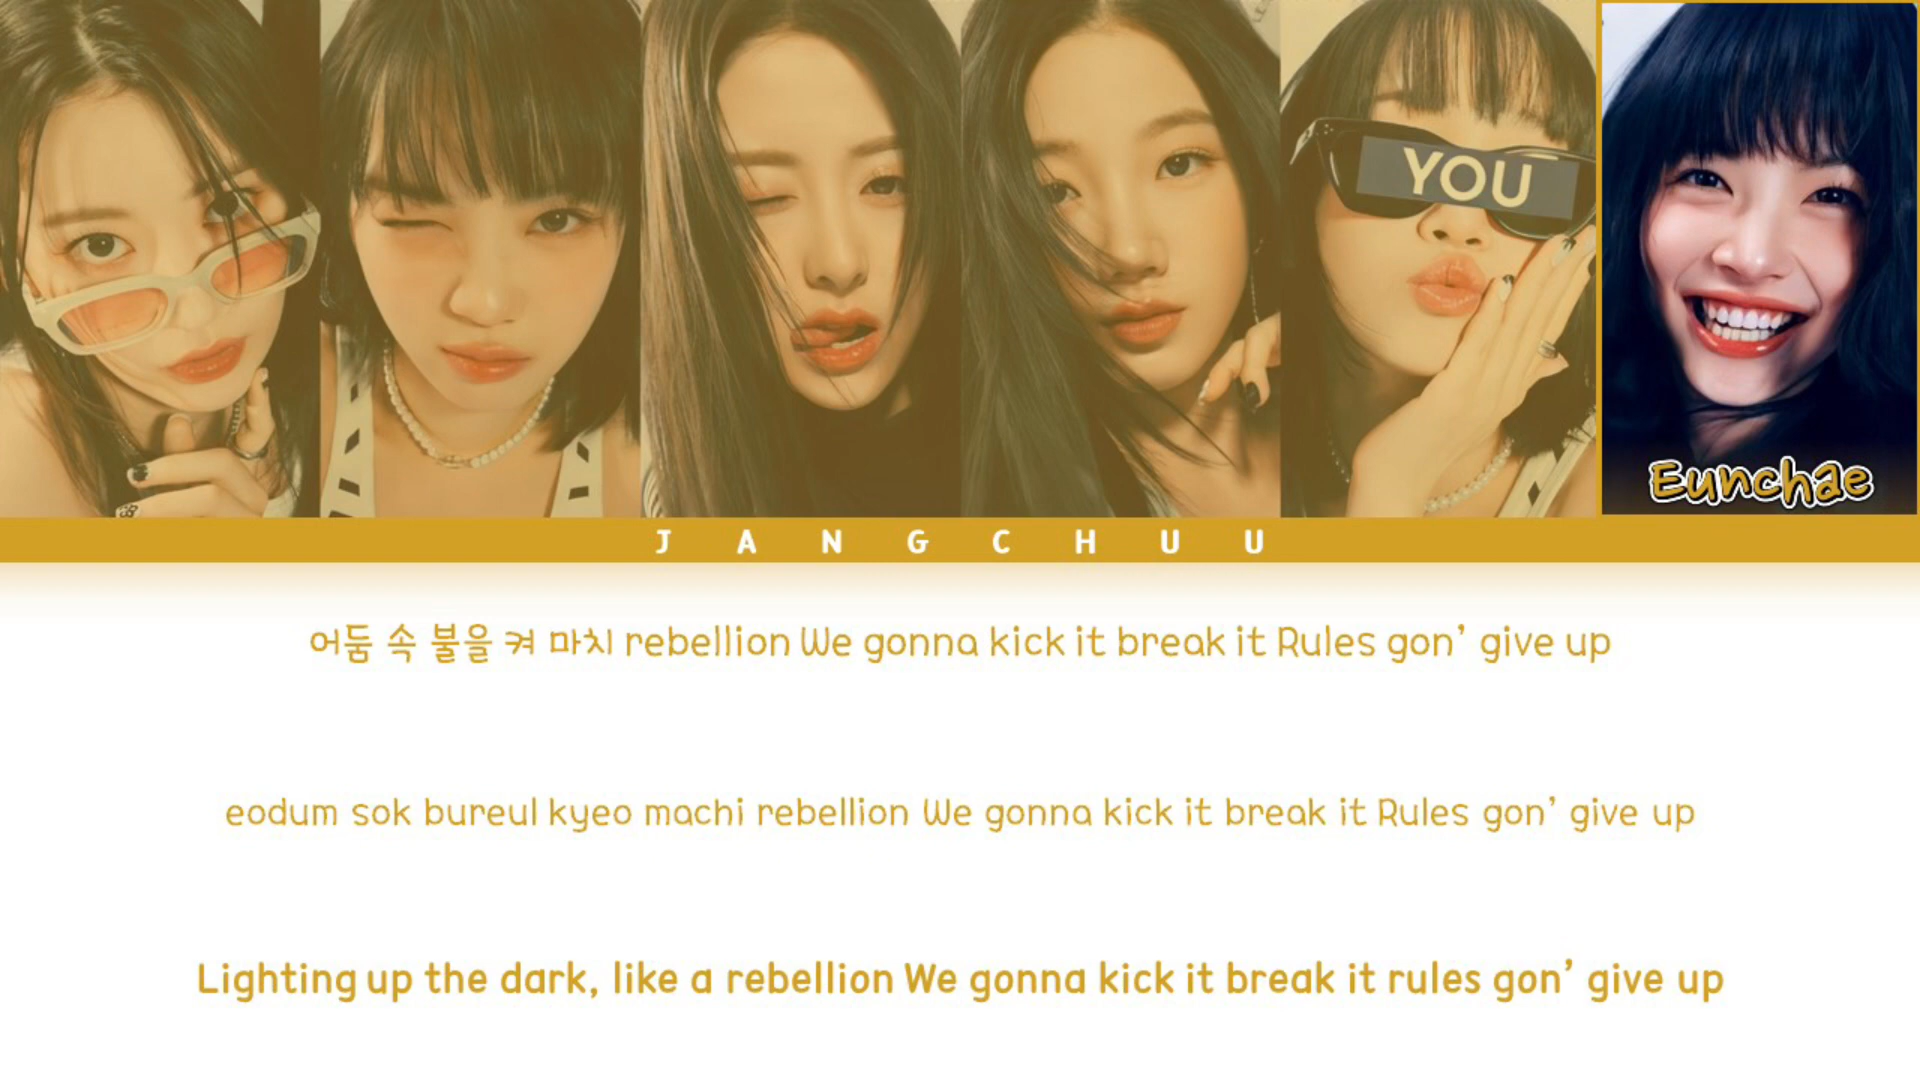 YOU
Eunchae
JANGCHUU
어둠 속 불을 켜 마치 rebellion We gonna kick it break it Rules gon’ give up
eodum sok bureul kyeo machi rebellion We gonna kick it break it Rules gon’ give up
Lighting up the dark, like a rebellion We gonna kick it break it rules gon’ give up